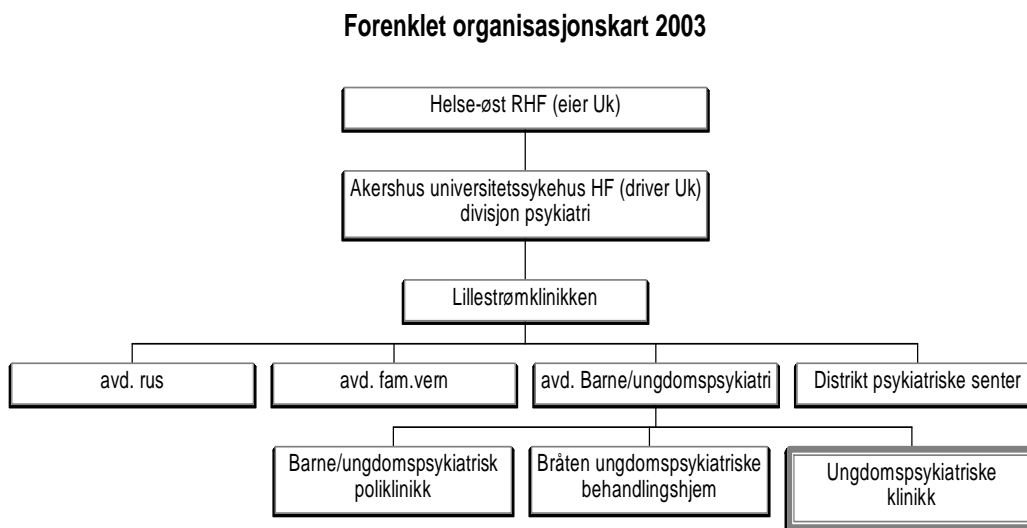 Forenklet organisasjonskart 2003
Helse-øst RHF (eier Uk)
Akershus universitetssykehus HF (driver Uk)
divisjon psykiatri
Lillestrømklinikken
avd. rus
avd. fam.vern
avd. Barne/ungdomspsykiatri
Distrikt psykiatriske senter
Barne/ungdomspsykiatrisk
poliklinikk
Bråten ungdomspsykiatriske
behandlingshjem
Ungdomspsykiatriske
klinikk